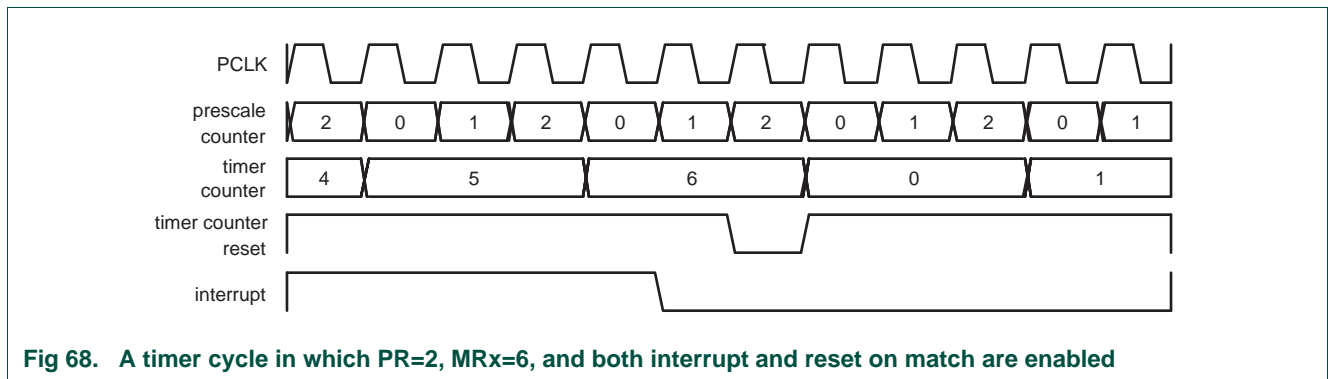 PCLK
prescale
counter
2 0 1 2 0 1 2 0 1 2 0 1
timer
counter
4 5 6 0 1
timer counter
reset
interrupt
Fig 68. A timer cycle in which PR=2, MRx=6, and both interrupt and reset on match are enabled